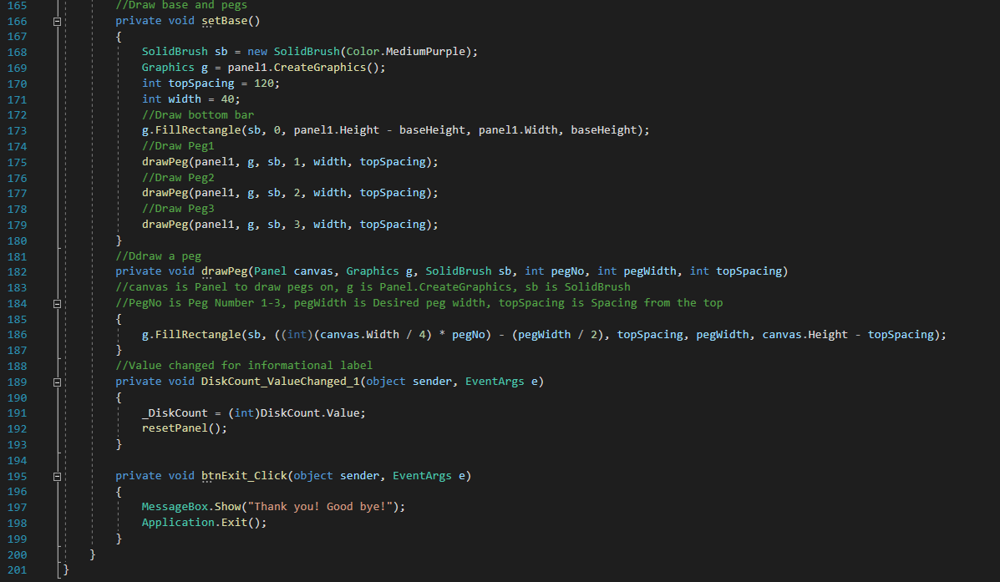 165 //Draw base and pegs
166 private void setBase()
167 {
168 SolidBrush sb = new SolidBrush(Color.MediumPurple);
169 Graphics g = panel1.CreateGraphics();
170 int topSpacing = 120;
171 int width = 40;
172 //Draw bottom bar
173 g.FillRectangle(sb, 0, panel1.Height - baseHeight, panel1.Width, baseHeight);
174 //Draw Peg1
175 drawPeg(panel1, g, sb, 1, width, topSpacing);
176 //Draw Peg2
177 drawPeg(panel1, g, sb, 2, width, topSpacing);
178 //Draw Peg3
179 drawPeg(panel1, g, sb, 3, width, topSpacing);
180 }
181 //Ddraw a peg
182 private void drawPeg(Panel canvas, Graphics g, SolidBrush sb, int pegNo, int pegWidth, int topSpacing)
183 //canvas is Panel to draw pegs on, g is Panel.CreateGraphics, sb is SolidBrush
184 //PegNo is Peg Number 1-3, pegWidth is Desired peg width, topSpacing is Spacing from the top
185 {
186 g.FillRectangle(sb, ((int)(canvas.Width / 4) * pegNo) - (pegWidth / 2), topSpacing, pegWidth, canvas.Height - topSpacing);
187 }
188 //Value changed for informational label
189 private void DiskCount_ValueChanged_1(object sender, EventArgs e)
190 {
191 _DiskCount = (int)DiskCount.Value;
192 resetPanel();
193 }
194
195 private void btnExit_Click(object sender, EventArgs e)
196 {
197 MessageBox.Show("Thank you! Good bye!");
198 Application.Exit();
199 }
200 }
201 }